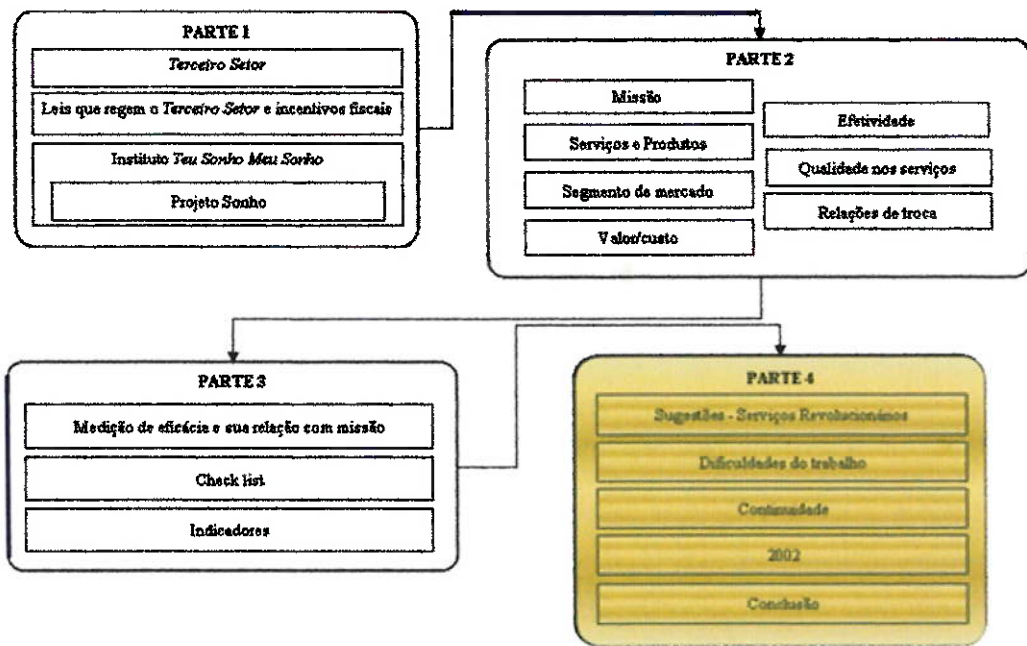 PARTE 1
Terceiro Setor
Leis que regem o Terceiro Setor e incentivos fiscais
Instituto Teu Sonho Meu Sonho
Projeto Sonho
PARTE 2
Missão
Serviços e Produtos
Segmento de mercado
Valor/custo
Efetividade
Qualidade nos serviços
Relações de troca
PARTE 3
Medição de eficácia e sua relação com missão
Check list
Indicadores
PARTE 4
Sugestões - Serviços Revolucionários
Dificuldades do trabalho
Continuidade
2002
Conclusão